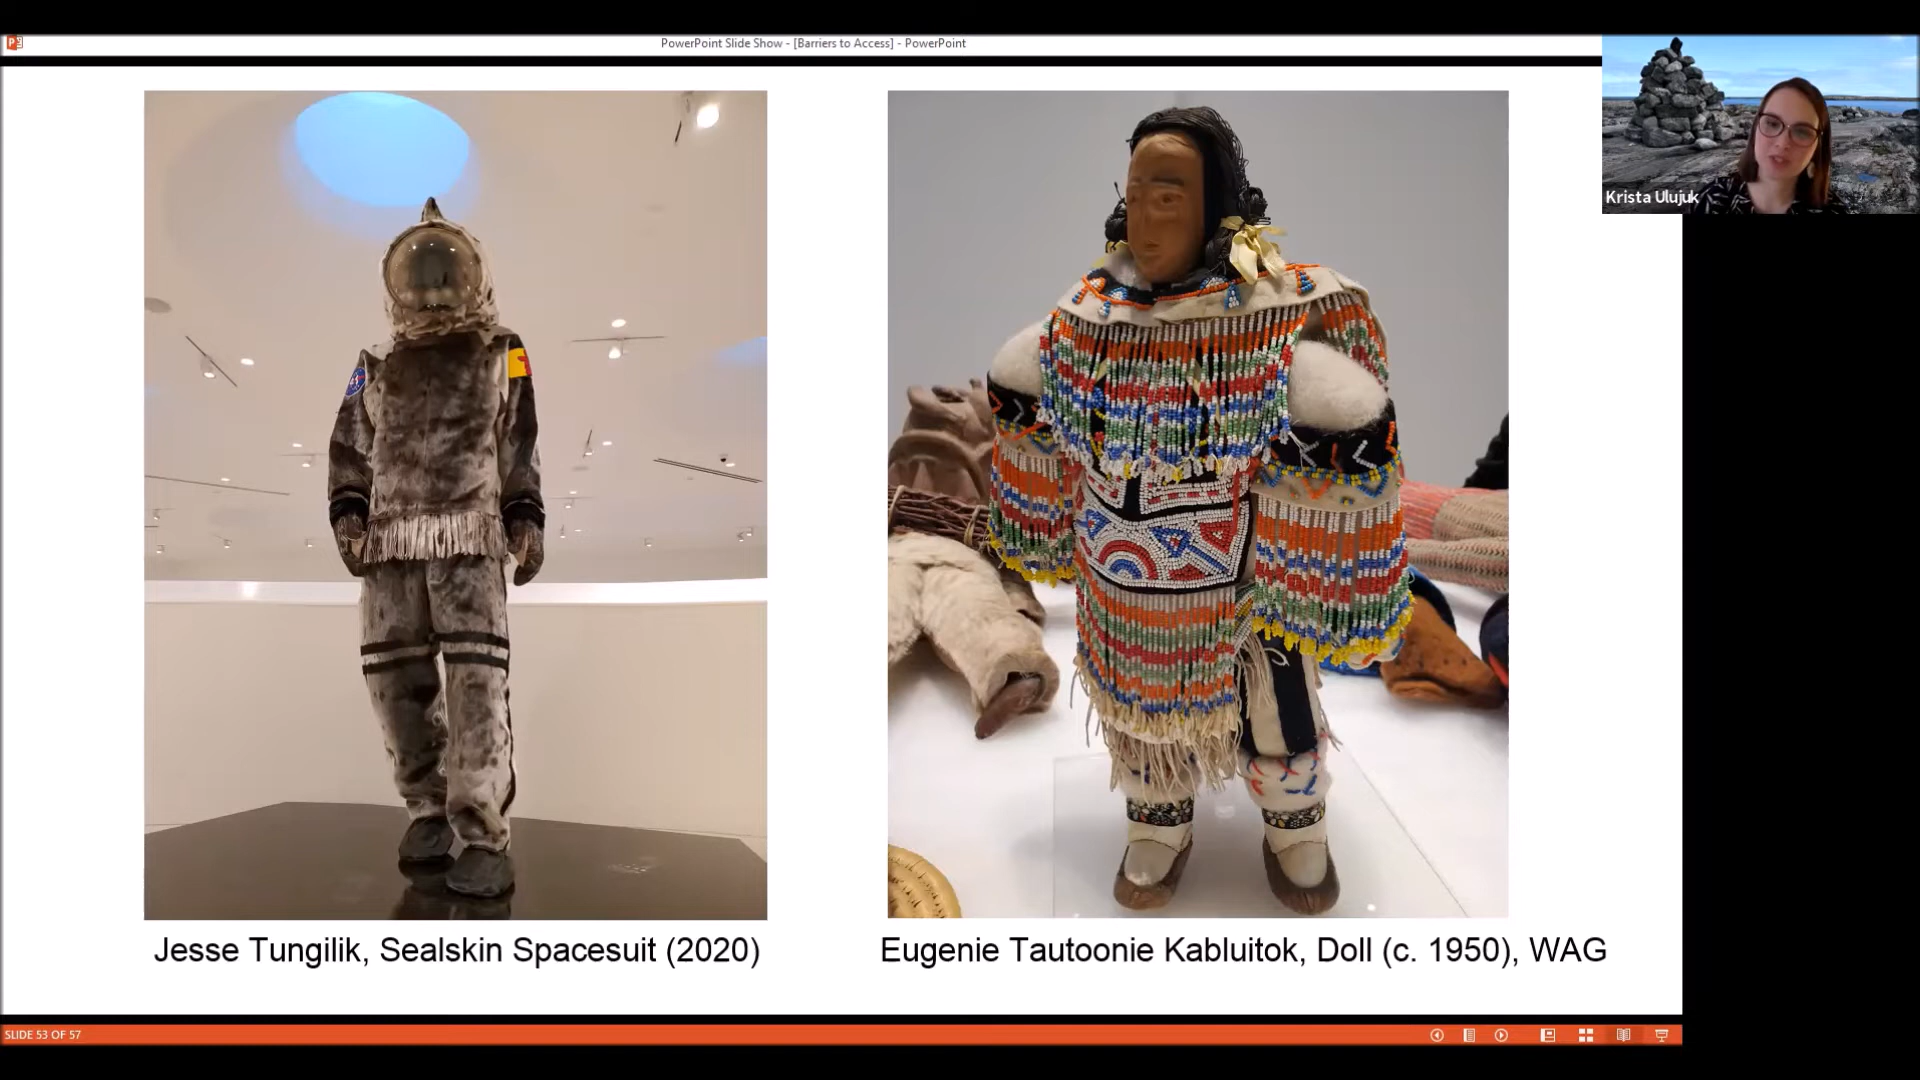 PowerPoint Slide Show - [Barriers to Access] - PowerPoint
Krista Ulujuk
Jesse Tungilik, Sealskin Spacesuit (2020)
Eugenie Tautoonie Kabluitok, Doll (c. 1950), WAG
SLIDE 53 OF 57